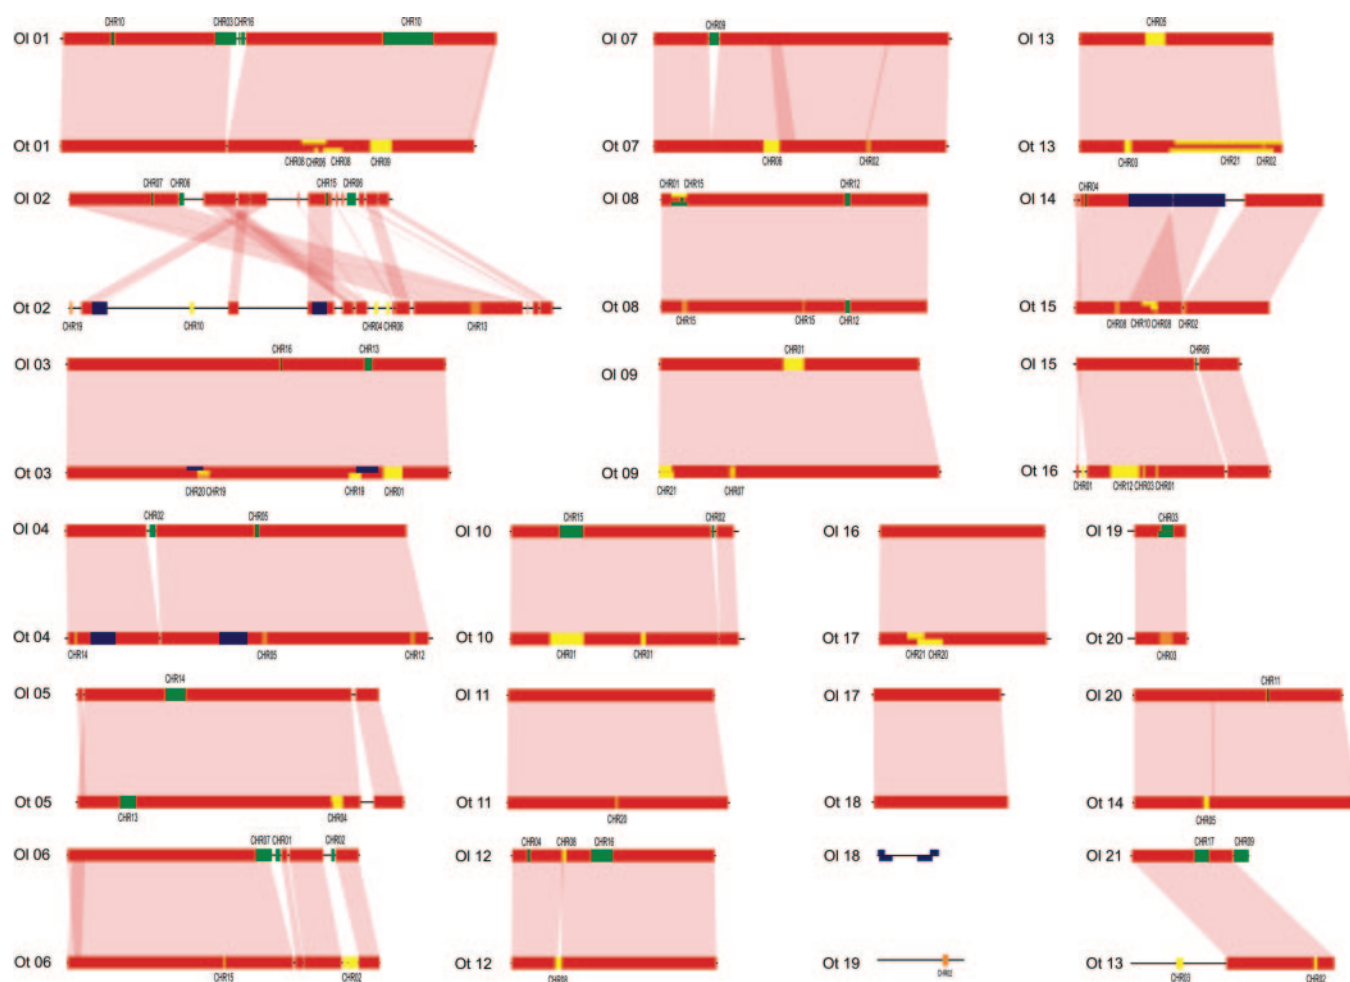 CHR10 CHR03 CHR16 CHR10
Ol 01
Ot 01
CHR08 CHR06 CHR08 CHR09
CHR07 CHR08 CHR15 CHR06
Ol 02
Ot 02
CHR19 CHR10 CHR04 CHR06 CHR13
CHR16 CHR13
Ol 03
Ot 03
CHR20 CHR19 CHR18 CHR01
CHR02 CHR05
Ol 04
Ot 04
CHR14 CHR05 CHR12
CHR14
Ol 05
Ot 05
CHR13 CHR04
CHR07 CHR01 CHR02
Ol 06
Ot 06
CHR15 CHR02
CHR09
Ol 07
Ot 07
CHR06 CHR02
CHR01 CHR15 CHR12
Ol 08
Ot 08
CHR15 CHR15 CHR12
CHR01
Ol 09
Ot 09
CHR21 CHR07
CHR15 CHR02
Ol 10
Ot 10
CHR01 CHR01
Ol 11
Ot 11
CHR20
CHR04 CHR08 CHR16
Ol 12
Ot 12
CHR05
Ol 13
Ot 13
CHR03 CHR21 CHR02
CHR04
Ol 14
Ot 15
CHR08 CHR10 CHR08 CHR02
CHR06
Ol 15
Ot 16
CHR01 CHR12 CHR03 CHR01
Ol 16
Ot 17
CHR21 CHR20
Ol 17
Ot 18
Ol 18
Ot 19
CHR03
Ol 19
Ot 20
CHR03
CHR11
Ol 20
Ot 14
CHR05
CHR17 CHR09
Ol 21
Ot 13
CHR03 CHR02